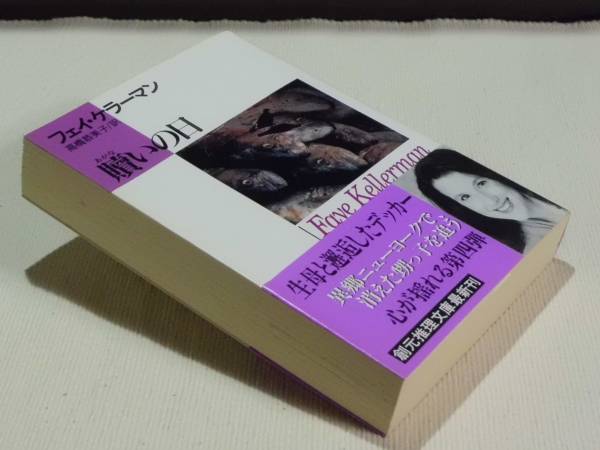 フェイ・ケラーマン
高橋恭美子/訳
あがな
贖いの日
Faye Kellerman
生母と邂逅したデッカー
異郷ニューヨークで
消えた甥っ子を追う
心が揺れる第四弾
創元推理文庫最新刊